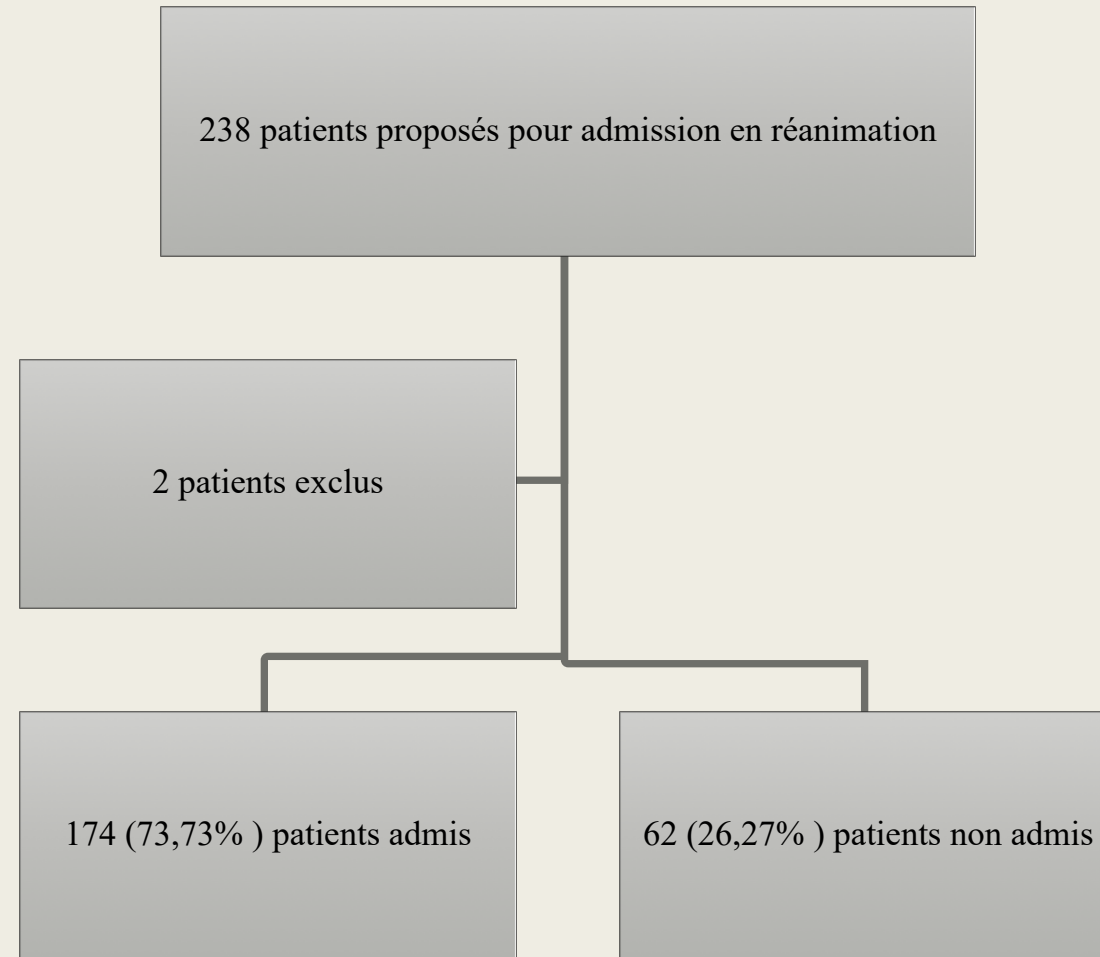 238 patients proposés pour admission en réanimation
2 patients exclus
174 (73,73% ) patients admis
62 (26,27% ) patients non admis